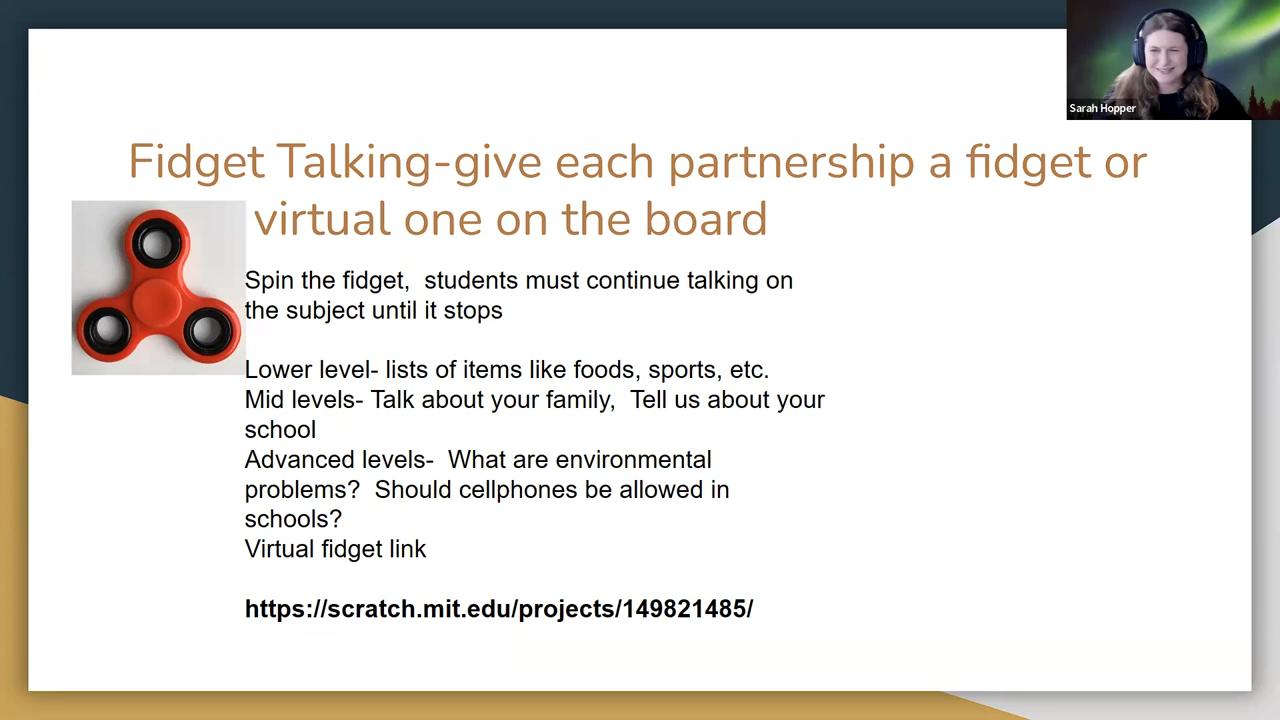 Sarah Hopper
Fidget Talking-give each partnership a fidget or
virtual one on the board
Spin the fidget,  students must continue talking on
the subject until it stops
Lower level- lists of items like foods, sports, etc.
Mid levels- Talk about your family,  Tell us about your
school
Advanced levels-  What are environmental
problems?  Should cellphones be allowed in
schools?
Virtual fidget link
https://scratch.mit.edu/projects/149821485/